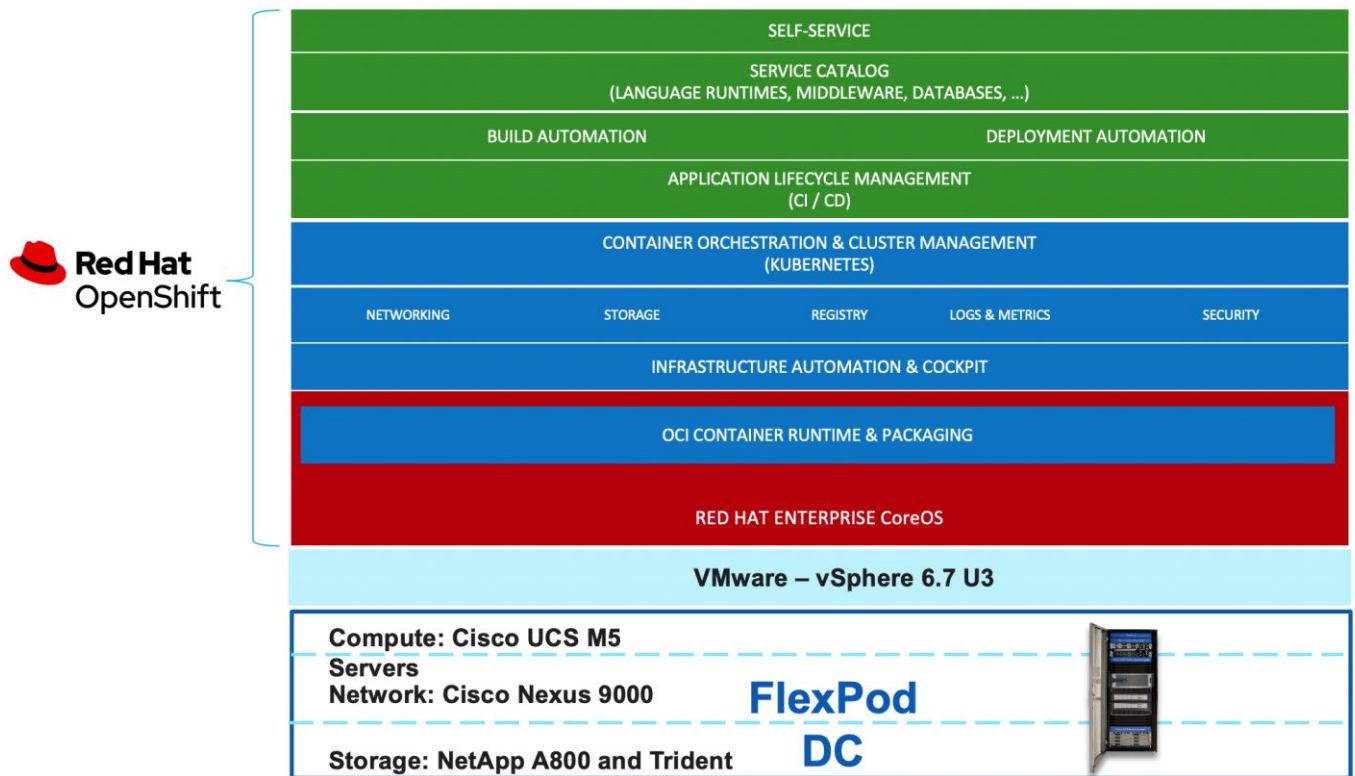 SELF-SERVICE
SERVICE CATALOG
(LANGUAGE RUNTIMES, MIDDLEWARE, DATABASES, ...)
BUILD AUTOMATION
DEPLOYMENT AUTOMATION
APPLICATION LIFECYCLE MANAGEMENT
(CI / CD)
CONTAINER ORCHESTRATION & CLUSTER MANAGEMENT
(KUBERNETES)
Red Hat
OpenShift
NETWORKING
STORAGE
REGISTRY
LOGS & METRICS
SECURITY
INFRASTRUCTURE AUTOMATION & COCKPIT
OCI CONTAINER RUNTIME & PACKAGING
RED HAT ENTERPRISE CoreOS
VMware – vSphere 6.7 U3
Compute: Cisco UCS M5
Servers
Network: Cisco Nexus 9000
FlexPod
DC
Storage: NetApp A800 and Trident